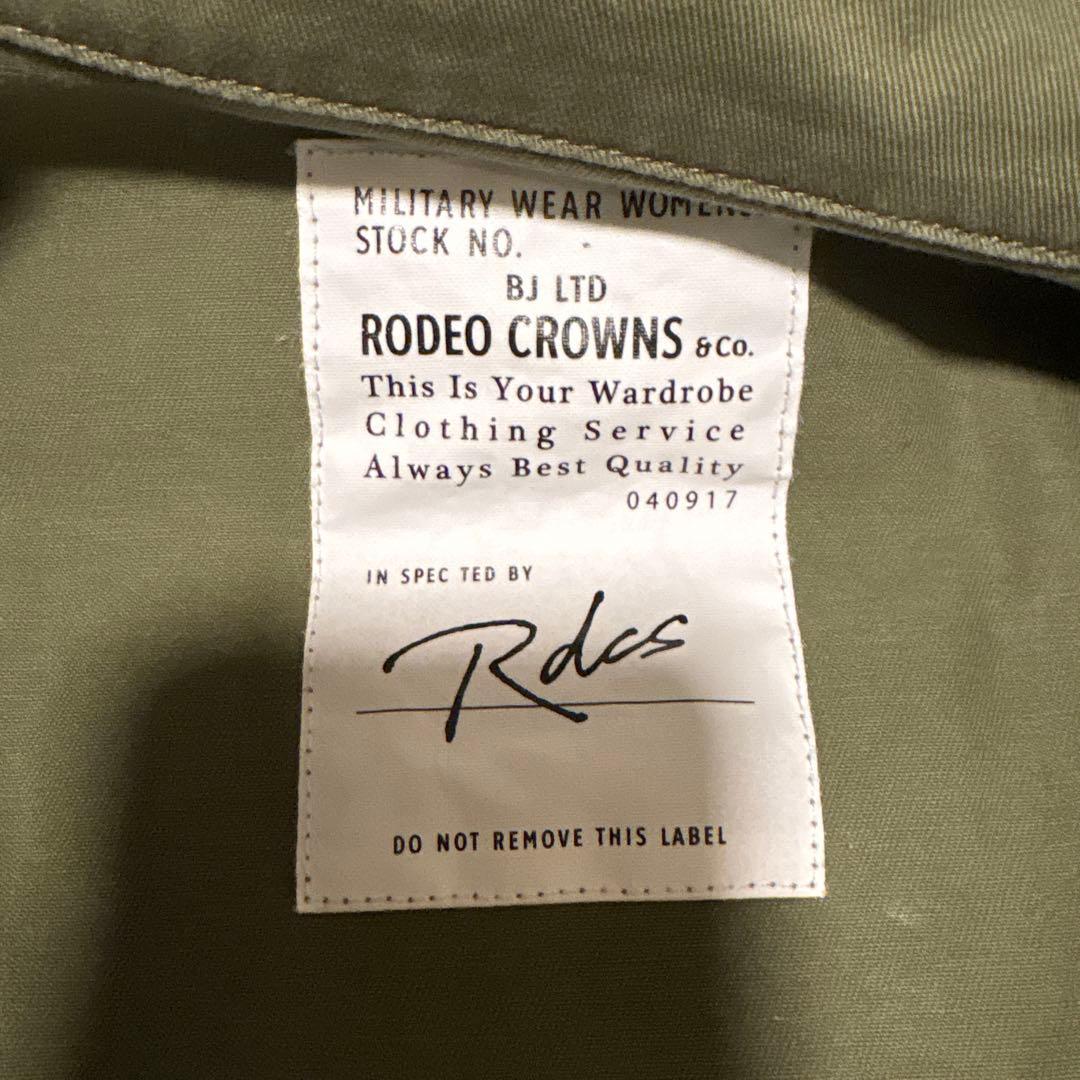 MILITARY WEAR WOMENS
STOCK NO. -
BJ LTD
RODEO CROWNS &Co.
This Is Your Wardrobe
Clothing Service
Always Best Quality
040917
IN SPEC TED BY
Rdcs
DO NOT REMOVE THIS LABEL